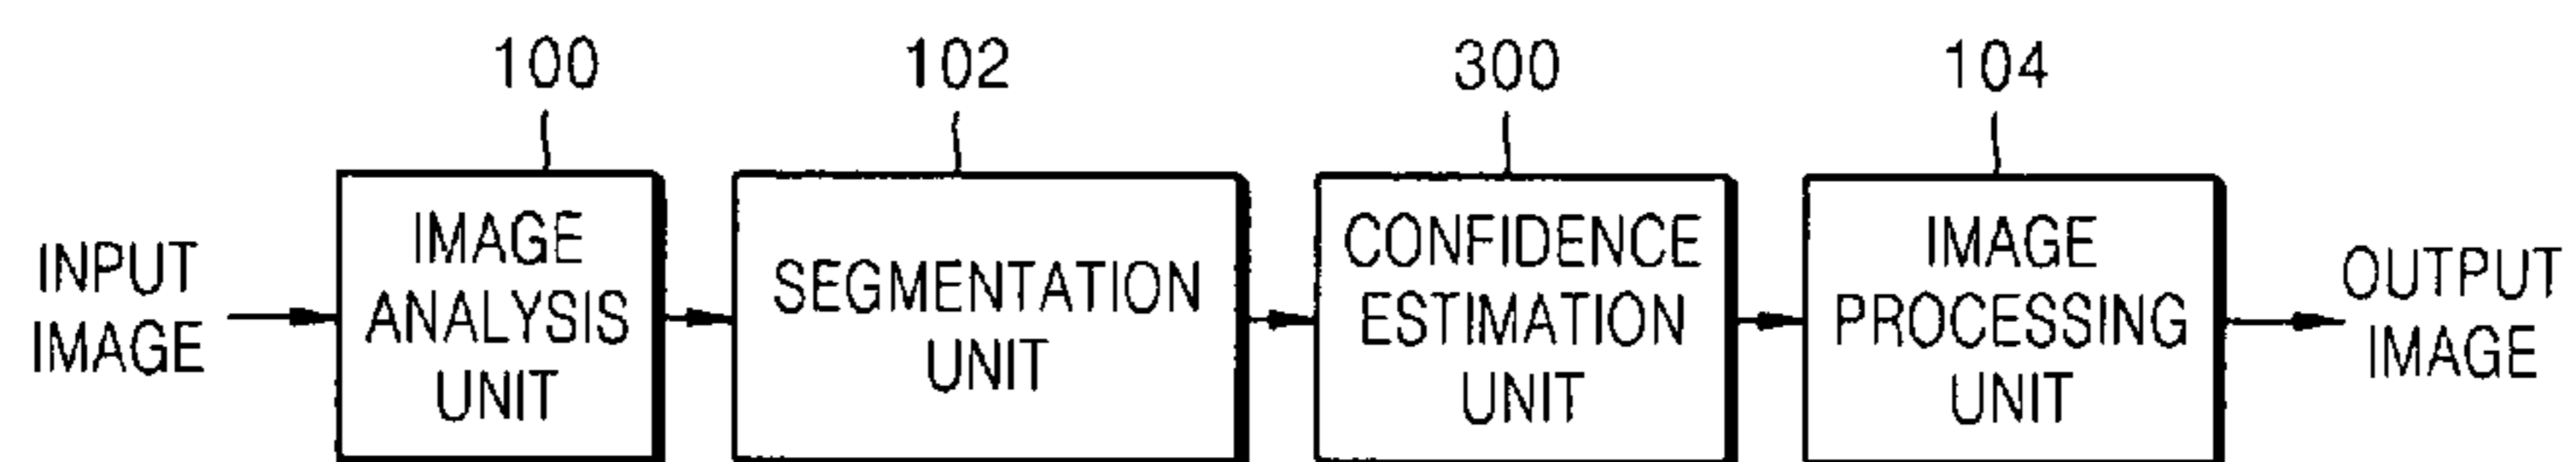 100
102
300
104
INPUT
IMAGE
IMAGE
ANALYSIS
UNIT
SEGMENTATION
UNIT
CONFIDENCE
ESTIMATION
UNIT
IMAGE
PROCESSING
UNIT
OUTPUT
IMAGE